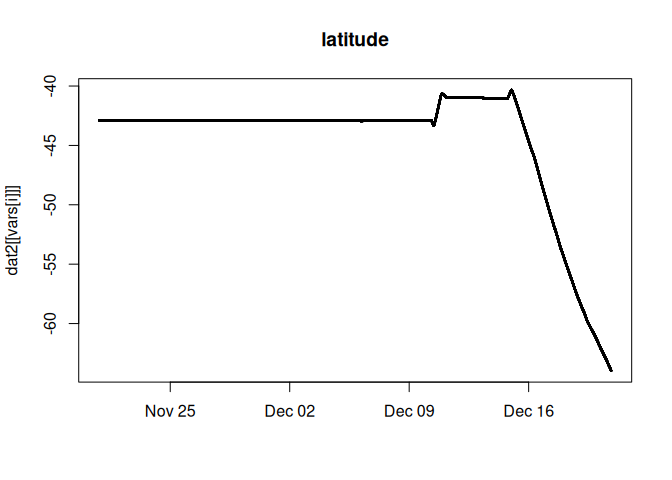 latitude
dat2[[vars[i]]]
-40
-45
-50
-55
-60
Nov 25
Dec 02
Dec 09
Dec 16